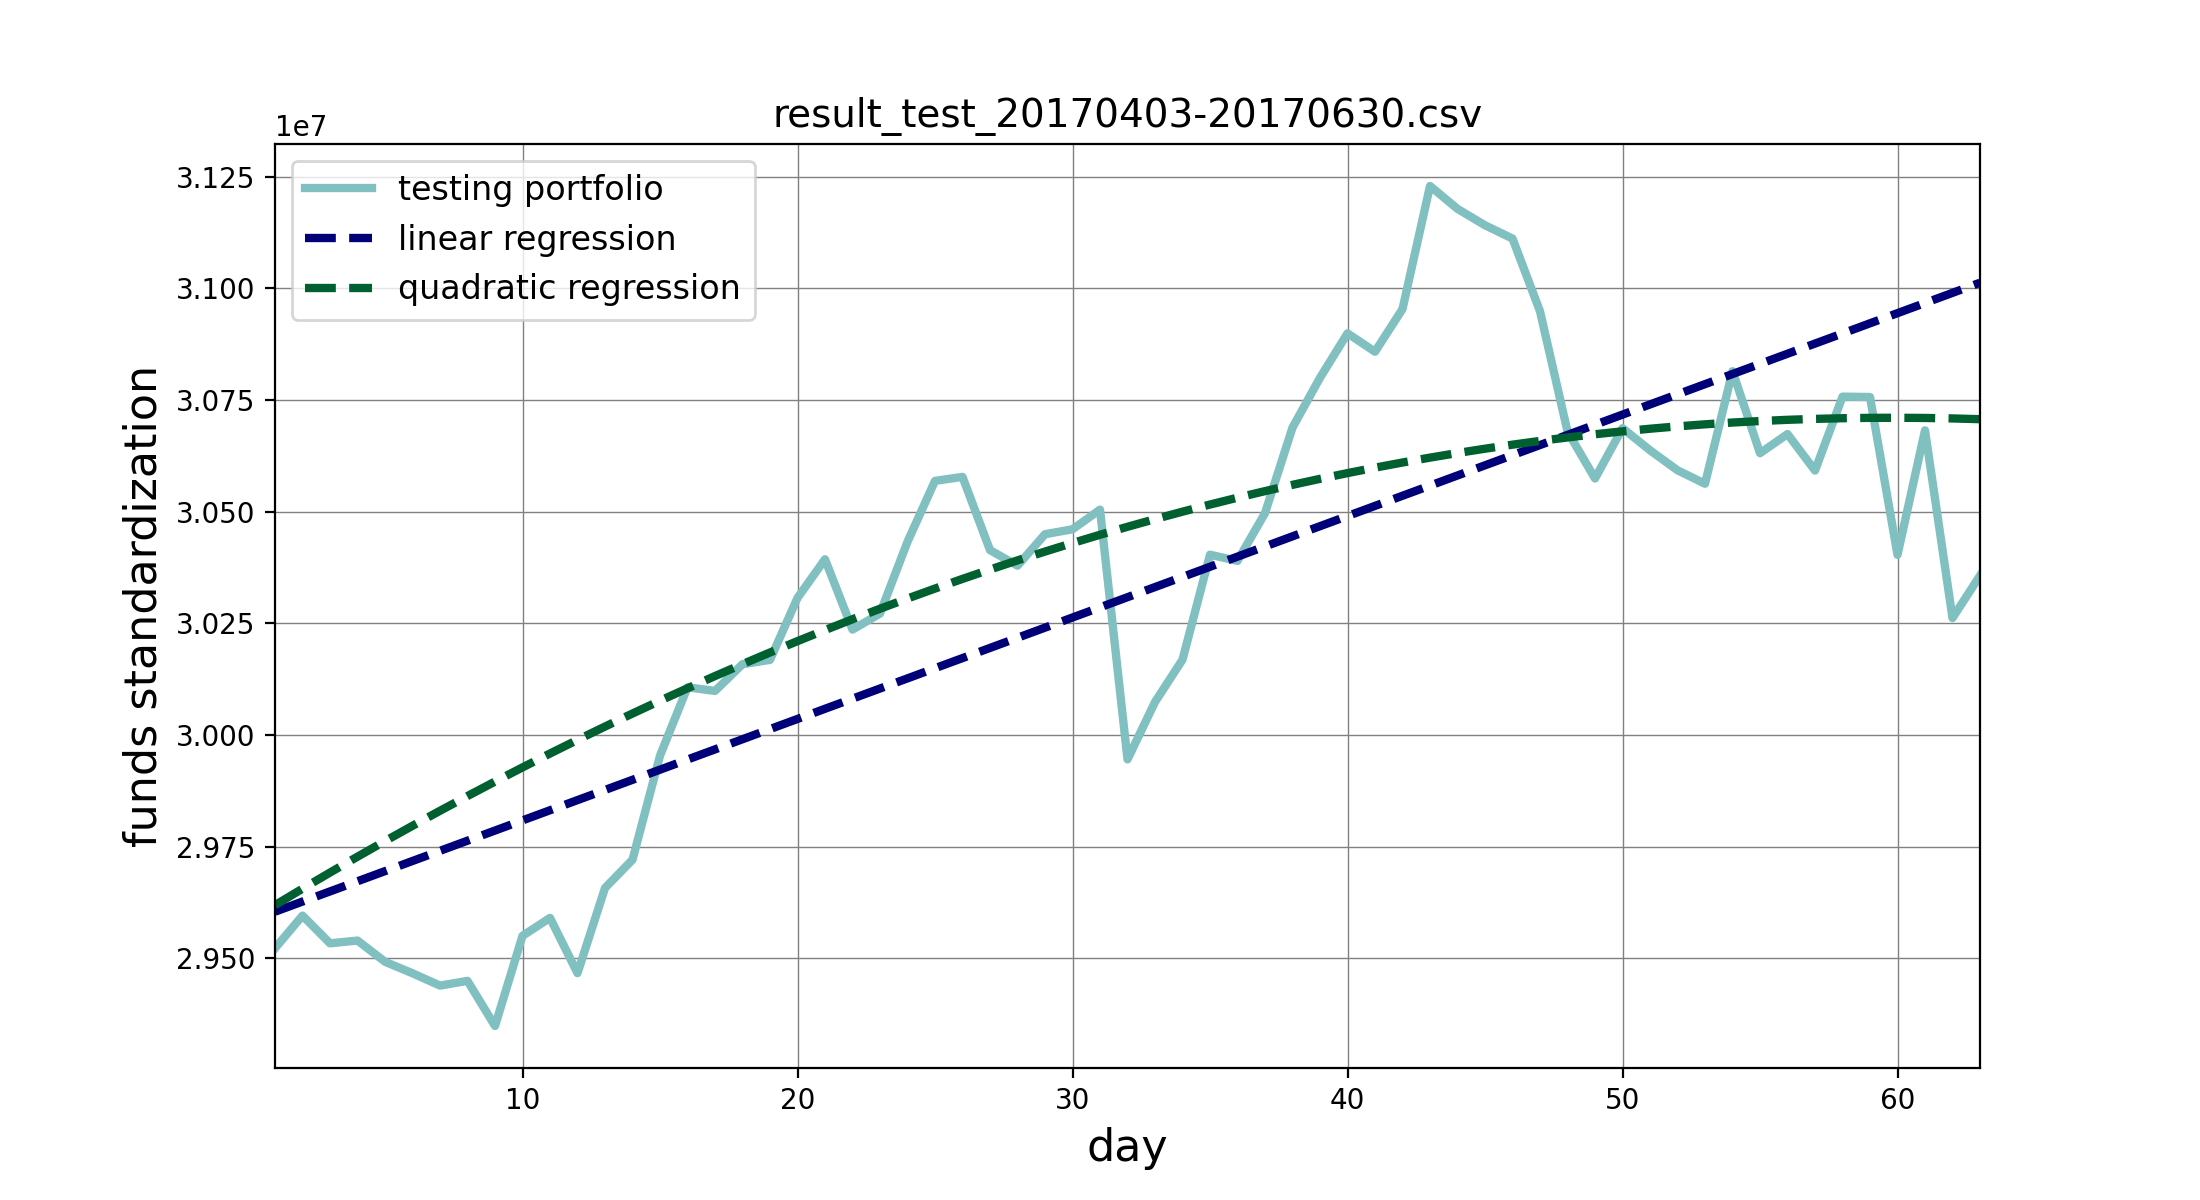 result_test_20170403-20170630.csv
1e7
testing portfolio
linear regression
quadratic regression
3.125
3.100
3.075
3.050
3.025
3.000
2.975
2.950
funds standardization
10 20 30 40 50 60
day